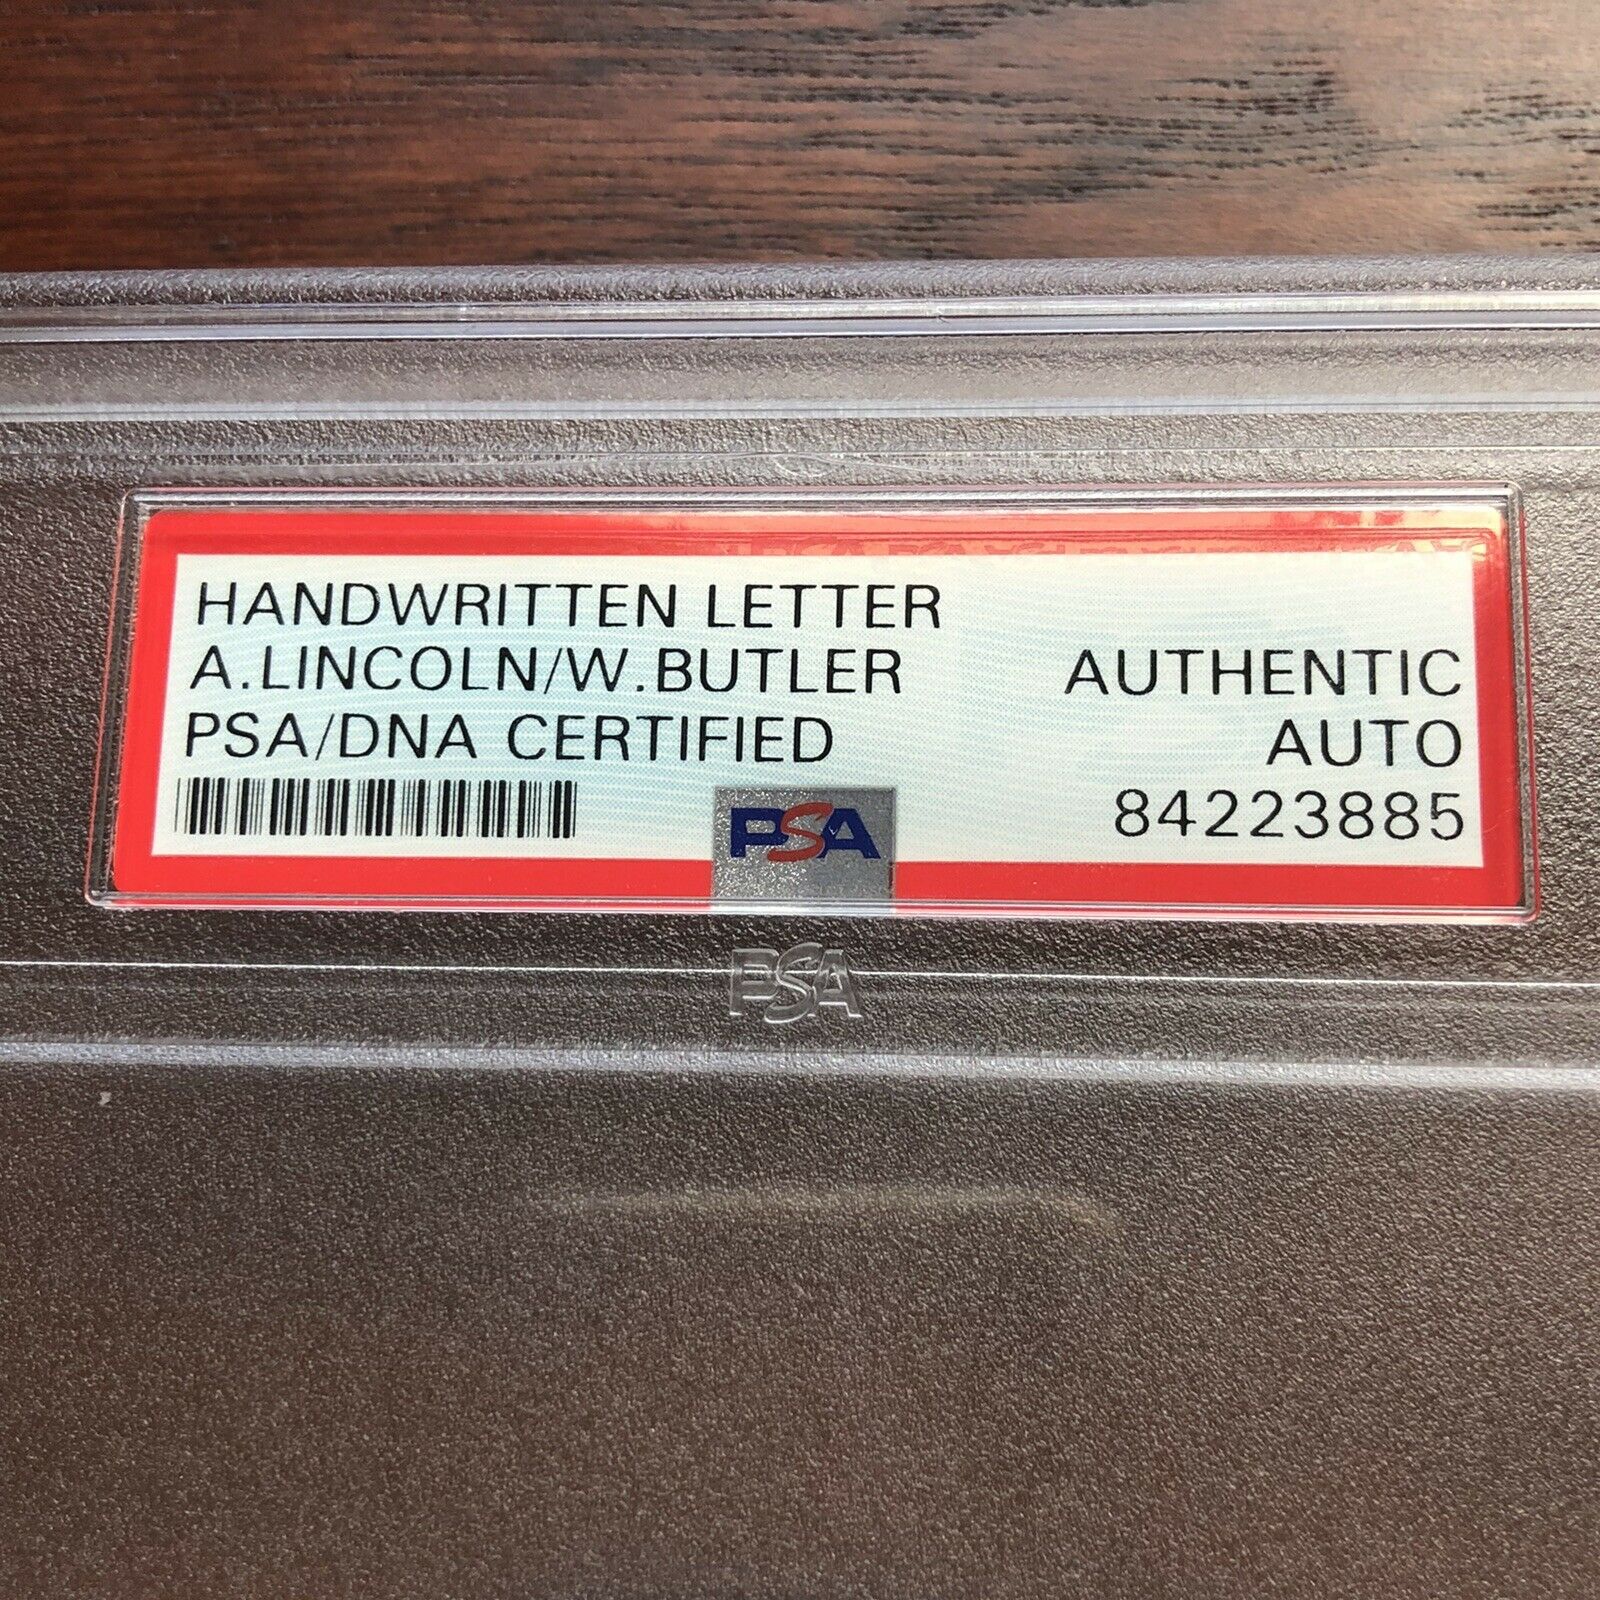 HANDWRITTEN LETTER
A.LINCOLN/W.BUTLER AUTHENTIC
PSA/DNA CERTIFIED AUTO
PSA 84223885
PSA